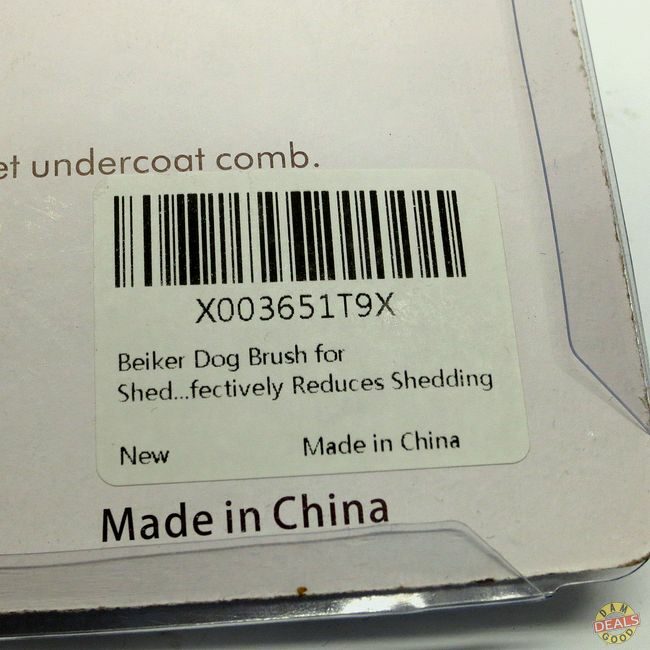 et undercoat comb.
X003651T9X
Beiker Dog Brush for
Shed...fectively Reduces Shedding
New Made in China
Made in China
DAM
DEALS
GOOD